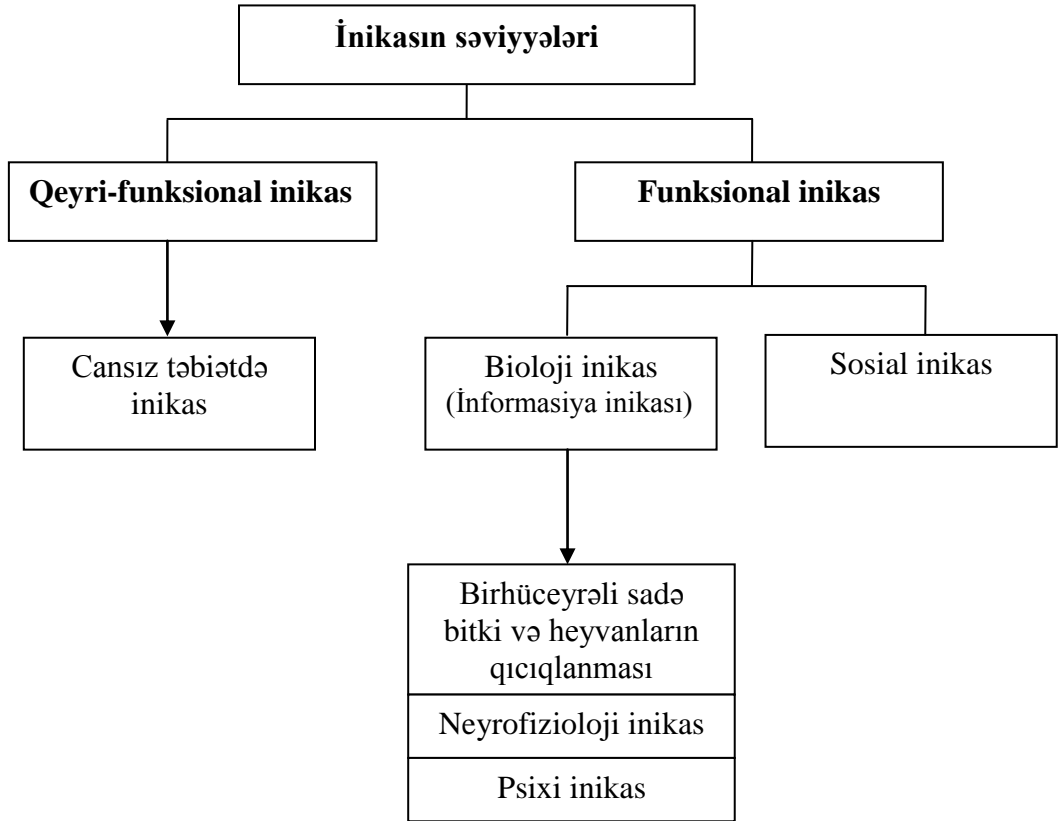 İnikasın səviyyələri
Qeyri-funksional inikas
Funksional inikas
Cansız təbiətdə
inikas
Bioloji inikas
(İnformasiya inikası)
Sosial inikas
Birhüceyrəli sadə
bitki və heyvanların
qıcıqlanması
Neyrofizioloji inikas
Psixi inikas